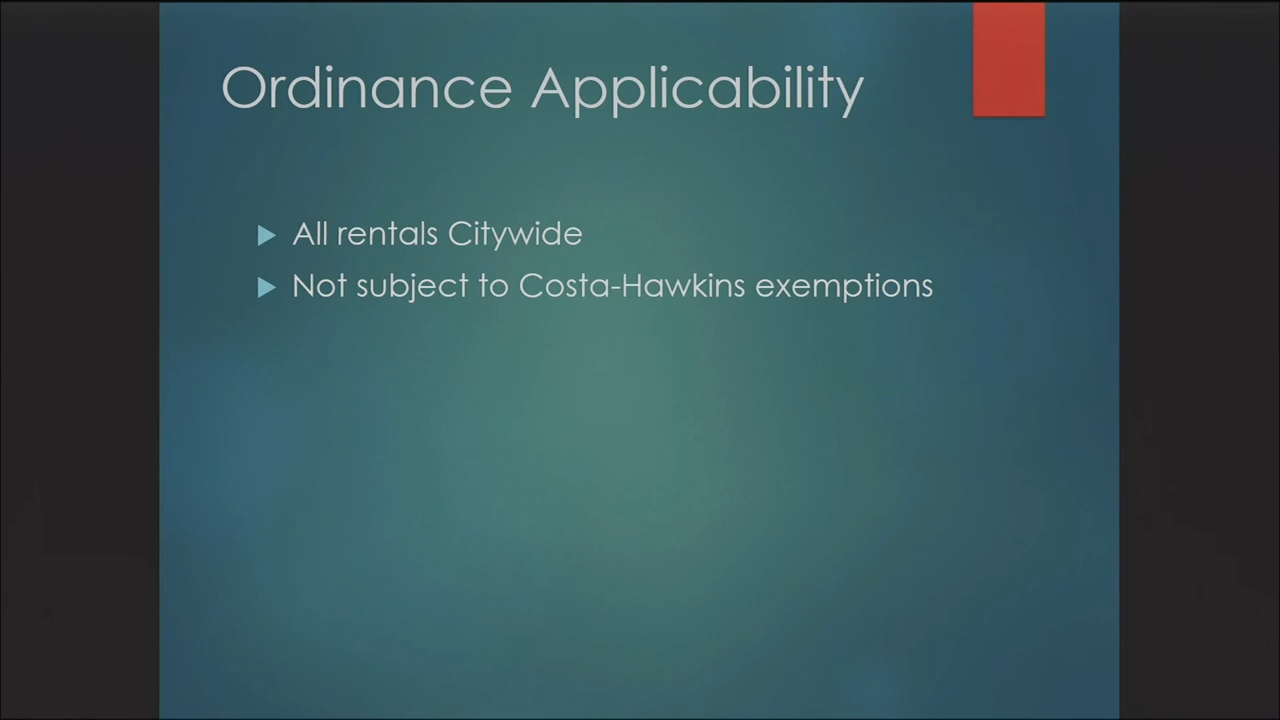 Ordinance Applicability
All rentals Citywide
Not subject to Costa-Hawkins exemptions